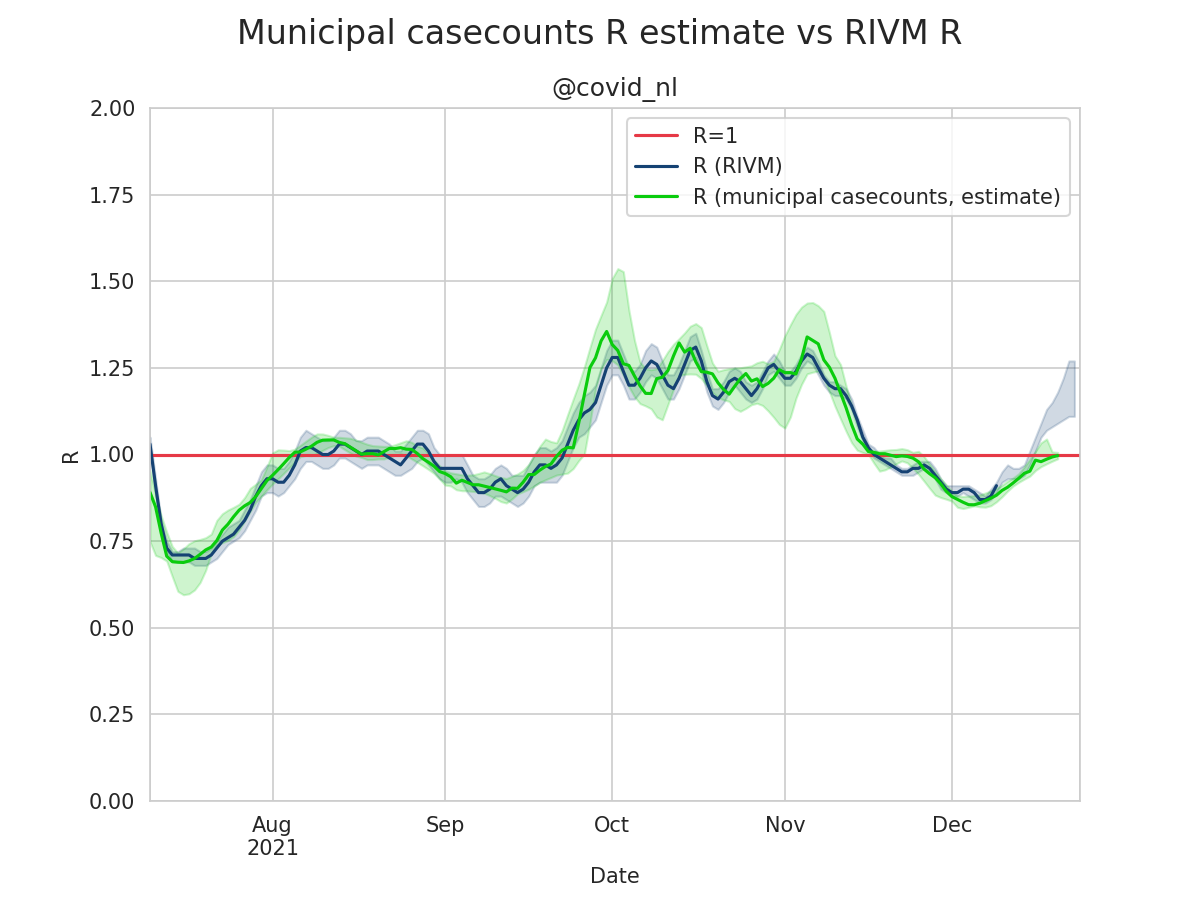 Municipal casecounts R estimate vs RIVM R
@covid_nl
2.00
1.75
1.50
1.25
1.00
0.75
0.50
0.25
0.00
R
R=1
R (RIVM)
R (municipal casecounts, estimate)
Aug
2021
Sep
Oct
Nov
Dec
Date